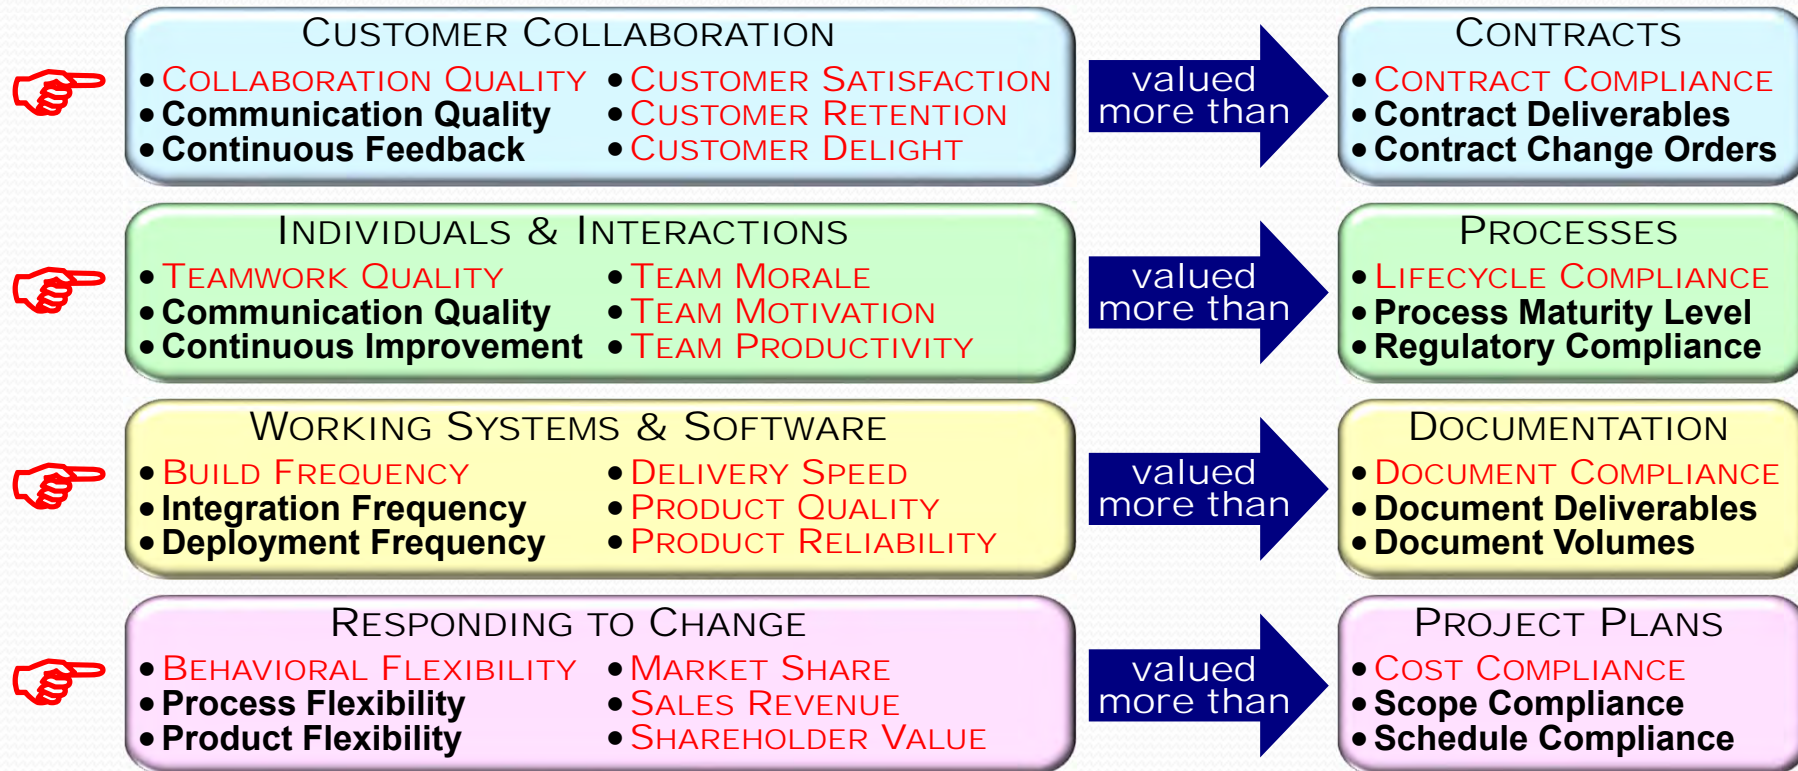 CUSTOMER COLLABORATION
• COLLABORATION QUALITY • CUSTOMER SATISFACTION
• Communication Quality • CUSTOMER RETENTION
• Continuous Feedback • CUSTOMER DELIGHT
valued
more than
CONTRACTS
• CONTRACT COMPLIANCE
• Contract Deliverables
• Contract Change Orders
INDIVIDUALS & INTERACTIONS
• TEAMWORK QUALITY • TEAM MORALE
• Communication Quality • TEAM MOTIVATION
• Continuous Improvement • TEAM PRODUCTIVITY
valued
more than
PROCESSES
• LIFECYCLE COMPLIANCE
• Process Maturity Level
• Regulatory Compliance
WORKING SYSTEMS & SOFTWARE
• BUILD FREQUENCY • DELIVERY SPEED
• Integration Frequency • PRODUCT QUALITY
• Deployment Frequency • PRODUCT RELIABILITY
valued
more than
DOCUMENTATION
• DOCUMENT COMPLIANCE
• Document Deliverables
• Document Volumes
RESPONDING TO CHANGE
• BEHAVIORAL FLEXIBILITY • MARKET SHARE
• Process Flexibility • SALES REVENUE
• Product Flexibility • SHAREHOLDER VALUE
valued
more than
PROJECT PLANS
• COST COMPLIANCE
• Scope Compliance
• Schedule Compliance